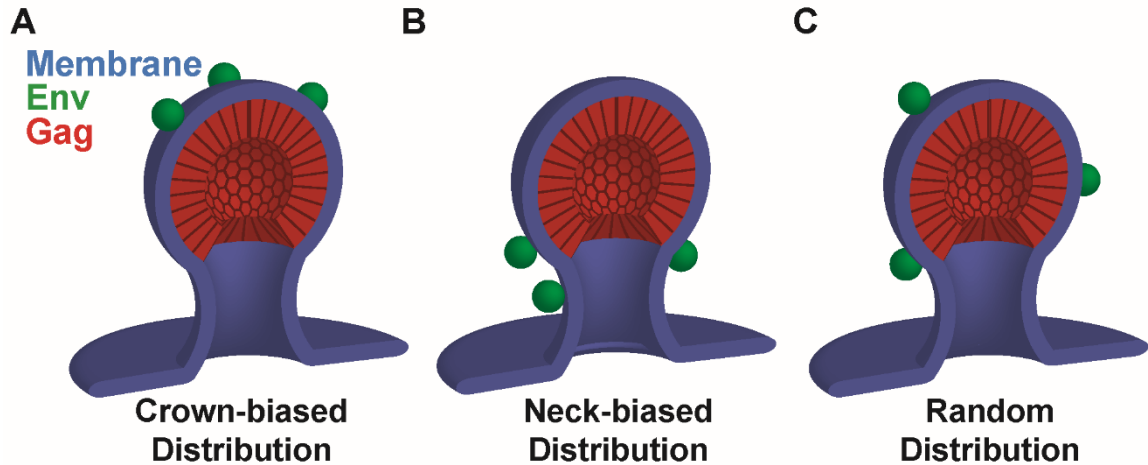 A
B
C
Membrane
Env
Gag
Crown-biased
Distribution
Neck-biased
Distribution
Random
Distribution